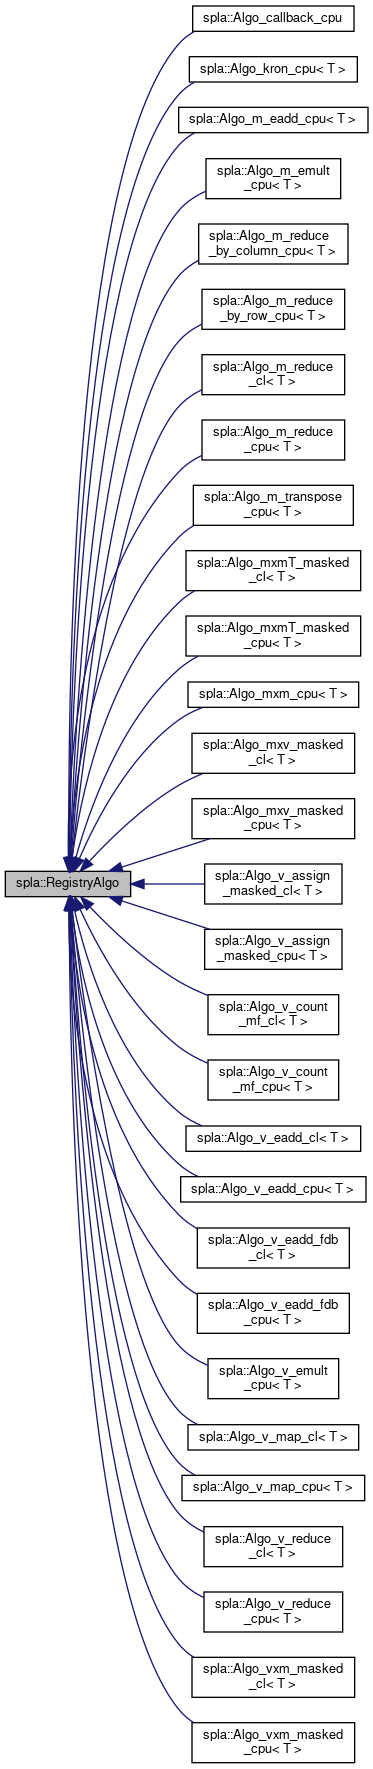 spla::Algo_callback_cpu
spla::Algo_kron_cpu< T >
spla::Algo_m_eadd_cpu< T >
spla::Algo_m_emult
_cpu< T >
spla::Algo_m_reduce
_by_column_cpu< T >
spla::Algo_m_reduce
_by_row_cpu< T >
spla::Algo_m_reduce
_cl< T >
spla::Algo_m_reduce
_cpu< T >
spla::Algo_m_transpose
_cpu< T >
spla::Algo_mxmT_masked
_cl< T >
spla::Algo_mxmT_masked
_cpu< T >
spla::Algo_mxm_cpu< T >
spla::Algo_mxv_masked
_cl< T >
spla::Algo_mxv_masked
_cpu< T >
spla::RegistryAlgo
spla::Algo_v_assign
_masked_cl< T >
spla::Algo_v_assign
_masked_cpu< T >
spla::Algo_v_count
_mf_cl< T >
spla::Algo_v_count
_mf_cpu< T >
spla::Algo_v_eadd_cl< T >
spla::Algo_v_eadd_cpu< T >
spla::Algo_v_eadd_fdb
_cl< T >
spla::Algo_v_eadd_fdb
_cpu< T >
spla::Algo_v_emult
_cpu< T >
spla::Algo_v_map_cl< T >
spla::Algo_v_map_cpu< T >
spla::Algo_v_reduce
_cl< T >
spla::Algo_v_reduce
_cpu< T >
spla::Algo_vxm_masked
_cl< T >
spla::Algo_vxm_masked
_cpu< T >